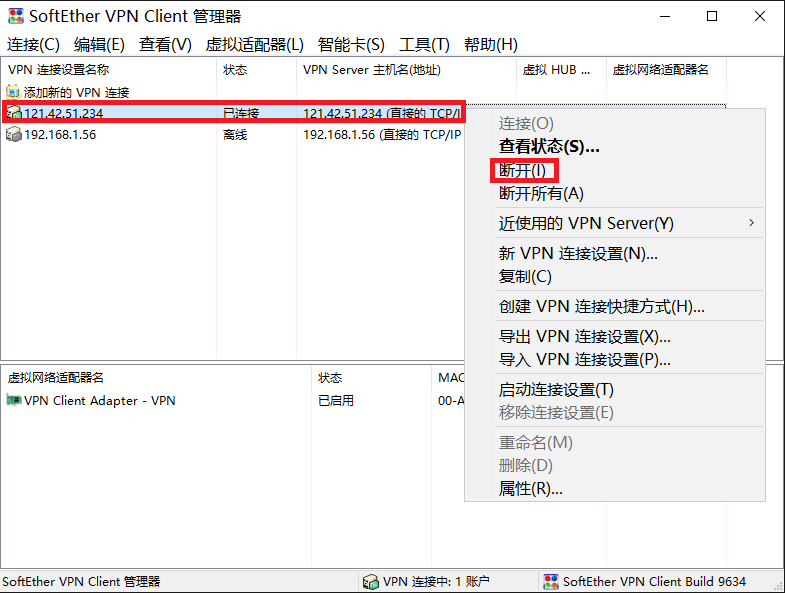 SoftEther VPN Client 管理器
连接(C) 编辑(E) 查看(V) 虚拟适配器(L) 智能卡(S) 工具(T) 帮助(H)
VPN 连接设置名称 状态 VPN Server 主机名(地址) 虚拟 HUB ... 虚拟网络适配器名
添加新的 VPN 连接
121.42.51.234 已连接 121.42.51.234 (直接的 TCP/I
192.168.1.56 离线 192.168.1.56 (直接的 TCP/IP
连接(O)
查看状态(S)...
断开(I)
断开所有(A)
近使用的 VPN Server(Y)
新 VPN 连接设置(N)...
复制(C)
创建 VPN 连接快捷方式(H)...
导出 VPN 连接设置(X)...
导入 VPN 连接设置(P)...
启动连接设置(T)
移除连接设置(E)
重命名(M)
删除(D)
属性(R)...
虚拟网络适配器名 状态 MAC
VPN Client Adapter - VPN 已启用 00-A
SoftEther VPN Client 管理器 VPN 连接中: 1 账户 SoftEther VPN Client Build 9634